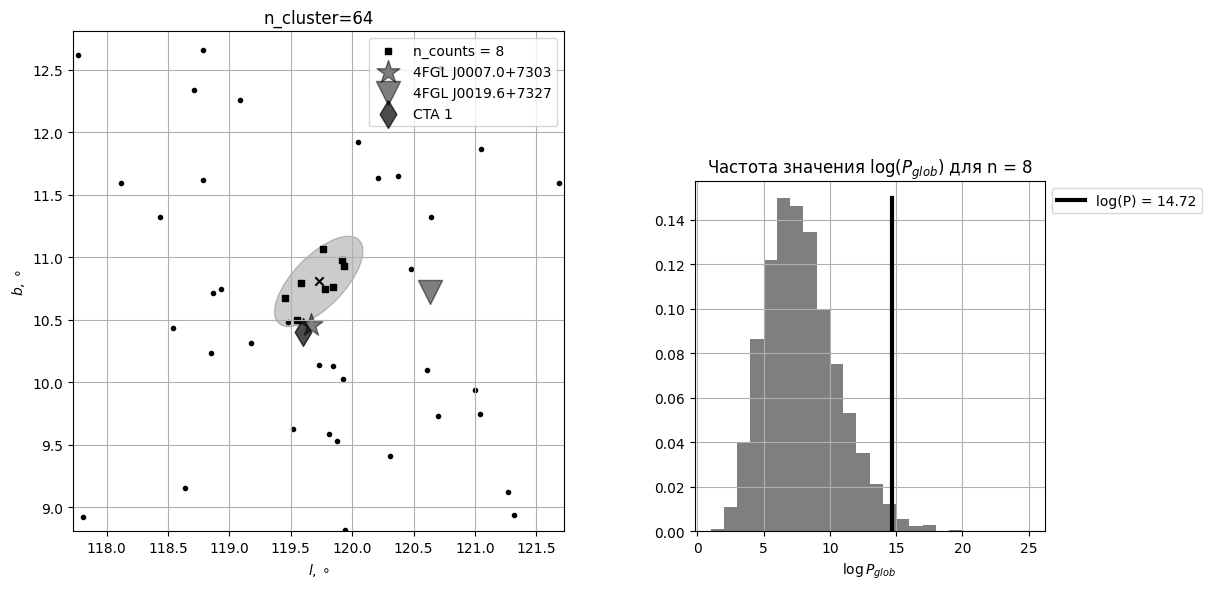 n_cluster=64
n_counts = 8
4FGL J0007.0+7303
4FGL J0019.6+7327
CTA 1
12.5
12.0
11.5
11.0
10.5
10.0
9.5
9.0
b, °
118.0 118.5 119.0 119.5 120.0 120.5 121.0 121.5
l, °
Частота значения log(P_glob) для n = 8
log(P) = 14.72
0.14
0.12
0.10
0.08
0.06
0.04
0.02
0.00
0 5 10 15 20 25
log P_glob